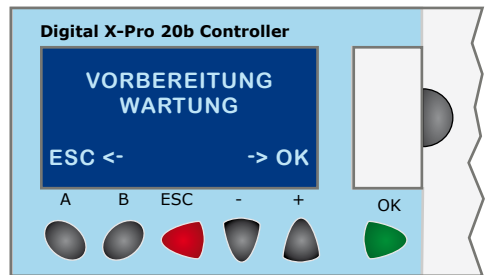 Digital X-Pro 20b Controller
VORBEREITUNG
WARTUNG
ESC <- -> OK
A B ESC - + OK